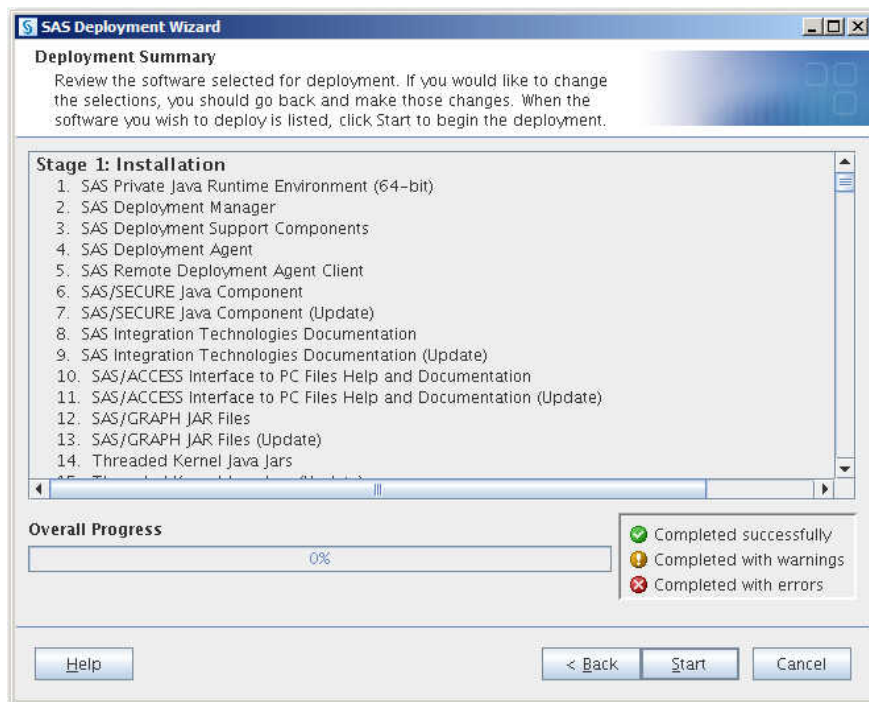 SAS Deployment Wizard
Deployment Summary
Review the software selected for deployment. If you would like to change
the selections, you should go back and make those changes. When the
software you wish to deploy is listed, click Start to begin the deployment.
Stage 1: Installation
1. SAS Private Java Runtime Environment (64-bit)
2. SAS Deployment Manager
3. SAS Deployment Support Components
4. SAS Deployment Agent
5. SAS Remote Deployment Agent Client
6. SAS/SECURE Java Component
7. SAS/SECURE Java Component (Update)
8. SAS Integration Technologies Documentation
9. SAS Integration Technologies Documentation (Update)
10. SAS/ACCESS Interface to PC Files Help and Documentation
11. SAS/ACCESS Interface to PC Files Help and Documentation (Update)
12. SAS/GRAPH JAR Files
13. SAS/GRAPH JAR Files (Update)
14. Threaded Kernel Java Jars
Overall Progress
0%
Completed successfully
Completed with warnings
Completed with errors
Help
< Back
Start
Cancel